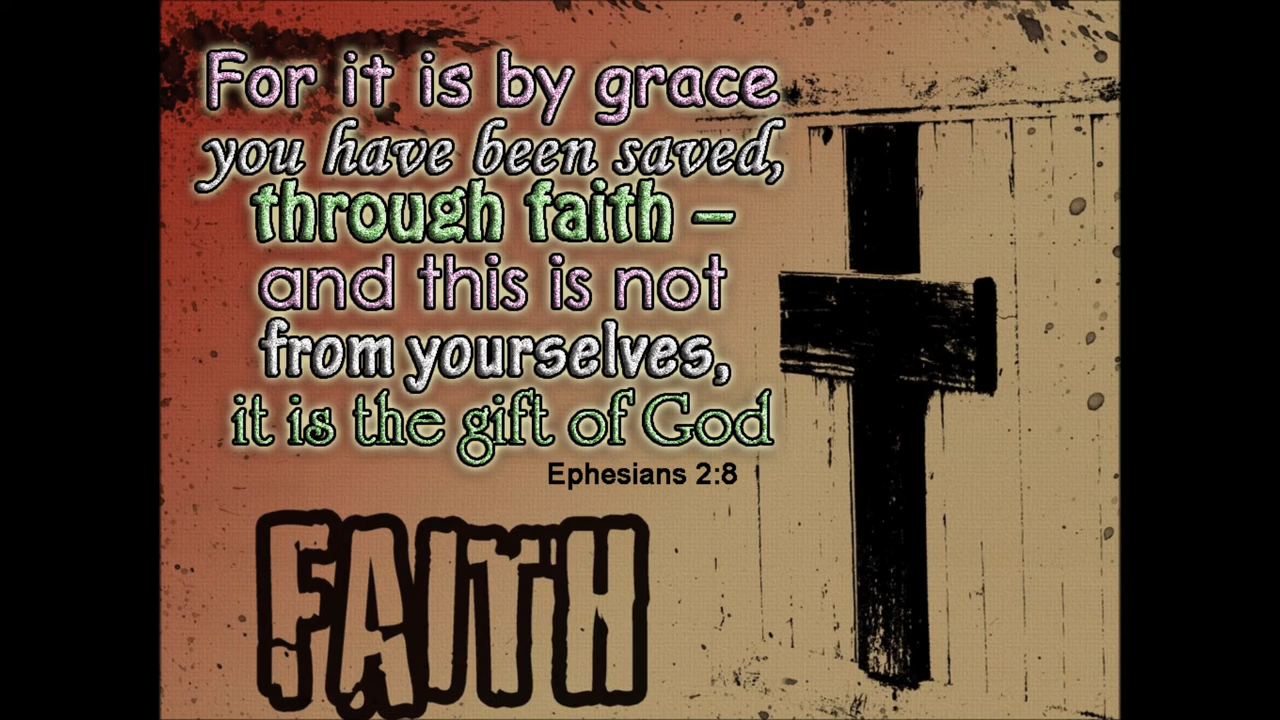 For it is by grace
you have been saved,
through faith –
and this is not
from yourselves,
it is the gift of God
Ephesians 2:8
FAITH